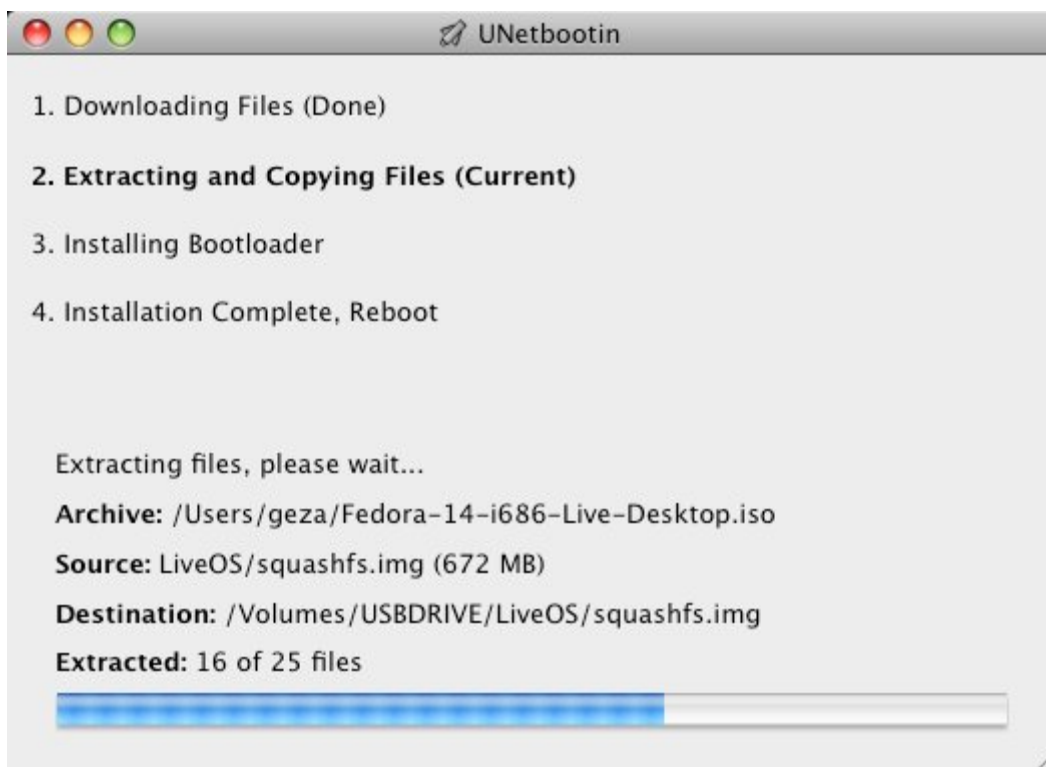 UNetbootin
1. Downloading Files (Done)
2. Extracting and Copying Files (Current)
3. Installing Bootloader
4. Installation Complete, Reboot
Extracting files, please wait...
Archive: /Users/geza/Fedora-14-i686-Live-Desktop.iso
Source: LiveOS/squashfs.img (672 MB)
Destination: /Volumes/USBDRIVE/LiveOS/squashfs.img
Extracted: 16 of 25 files